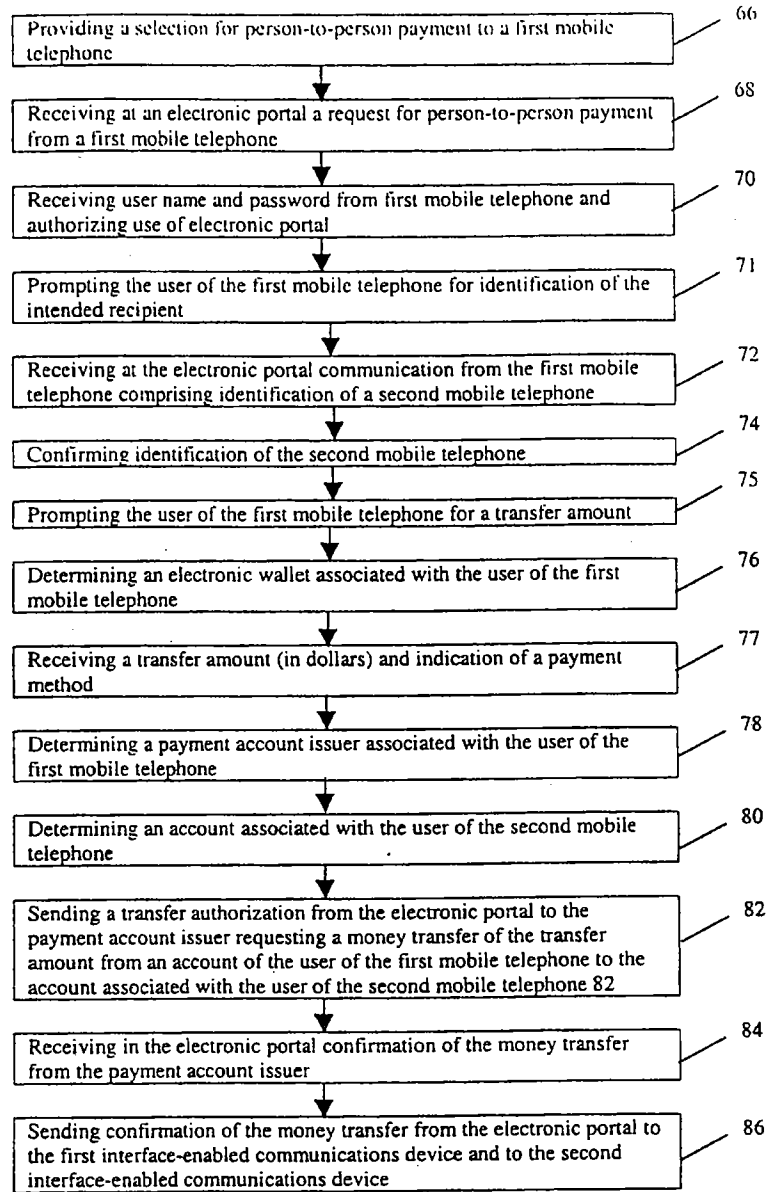 Providing a selection for person-to-person payment to a first mobile
telephone
66
Receiving at an electronic portal a request for person-to-person payment
from a first mobile telephone
68
Receiving user name and password from first mobile telephone and
authorizing use of electronic portal
70
Prompting the user of the first mobile telephone for identification of the
intended recipient
71
Receiving at the electronic portal communication from the first mobile
telephone comprising identification of a second mobile telephone
72
Confirming identification of the second mobile telephone
74
Prompting the user of the first mobile telephone for a transfer amount
75
Determining an electronic wallet associated with the user of the first
mobile telephone
76
Receiving a transfer amount (in dollars) and indication of a payment
method
77
Determining a payment account issuer associated with the user of the
first mobile telephone
78
Determining an account associated with the user of the second mobile
telephone
80
Sending a transfer authorization from the electronic portal to the
payment account issuer requesting a money transfer of the transfer
amount from an account of the user of the first mobile telephone to the
account associated with the user of the second mobile telephone 82
82
Receiving in the electronic portal confirmation of the money transfer
from the payment account issuer
84
Sending confirmation of the money transfer from the electronic portal to
the first interface-enabled communications device and to the second
interface-enabled communications device
86